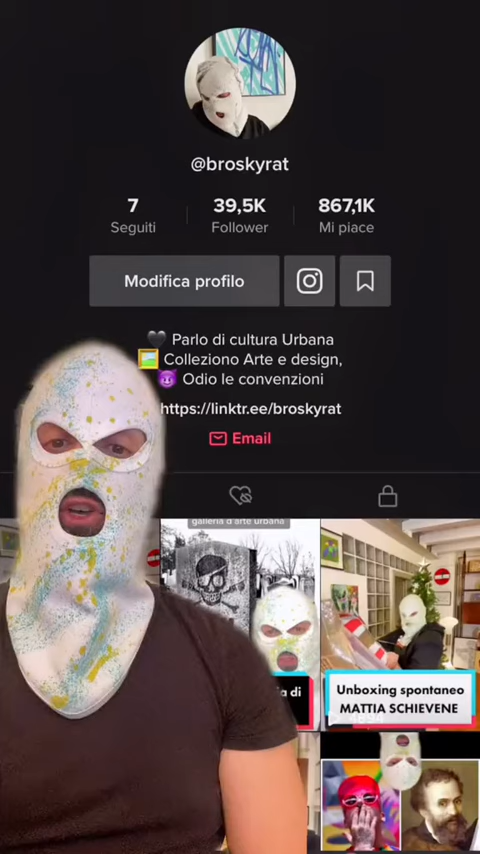 @broskyrat
7 39,5K 867,1K
Seguiti Follower Mi piace
Modifica profilo
🖤 Parlo di cultura Urbana
🖼️ Colleziono Arte e design,
😈 Odio le convenzioni
https://linktr.ee/broskyrat
Email
galleria d'arte urbana
di
Unboxing spontaneo
MATTIA SCHIEVENE